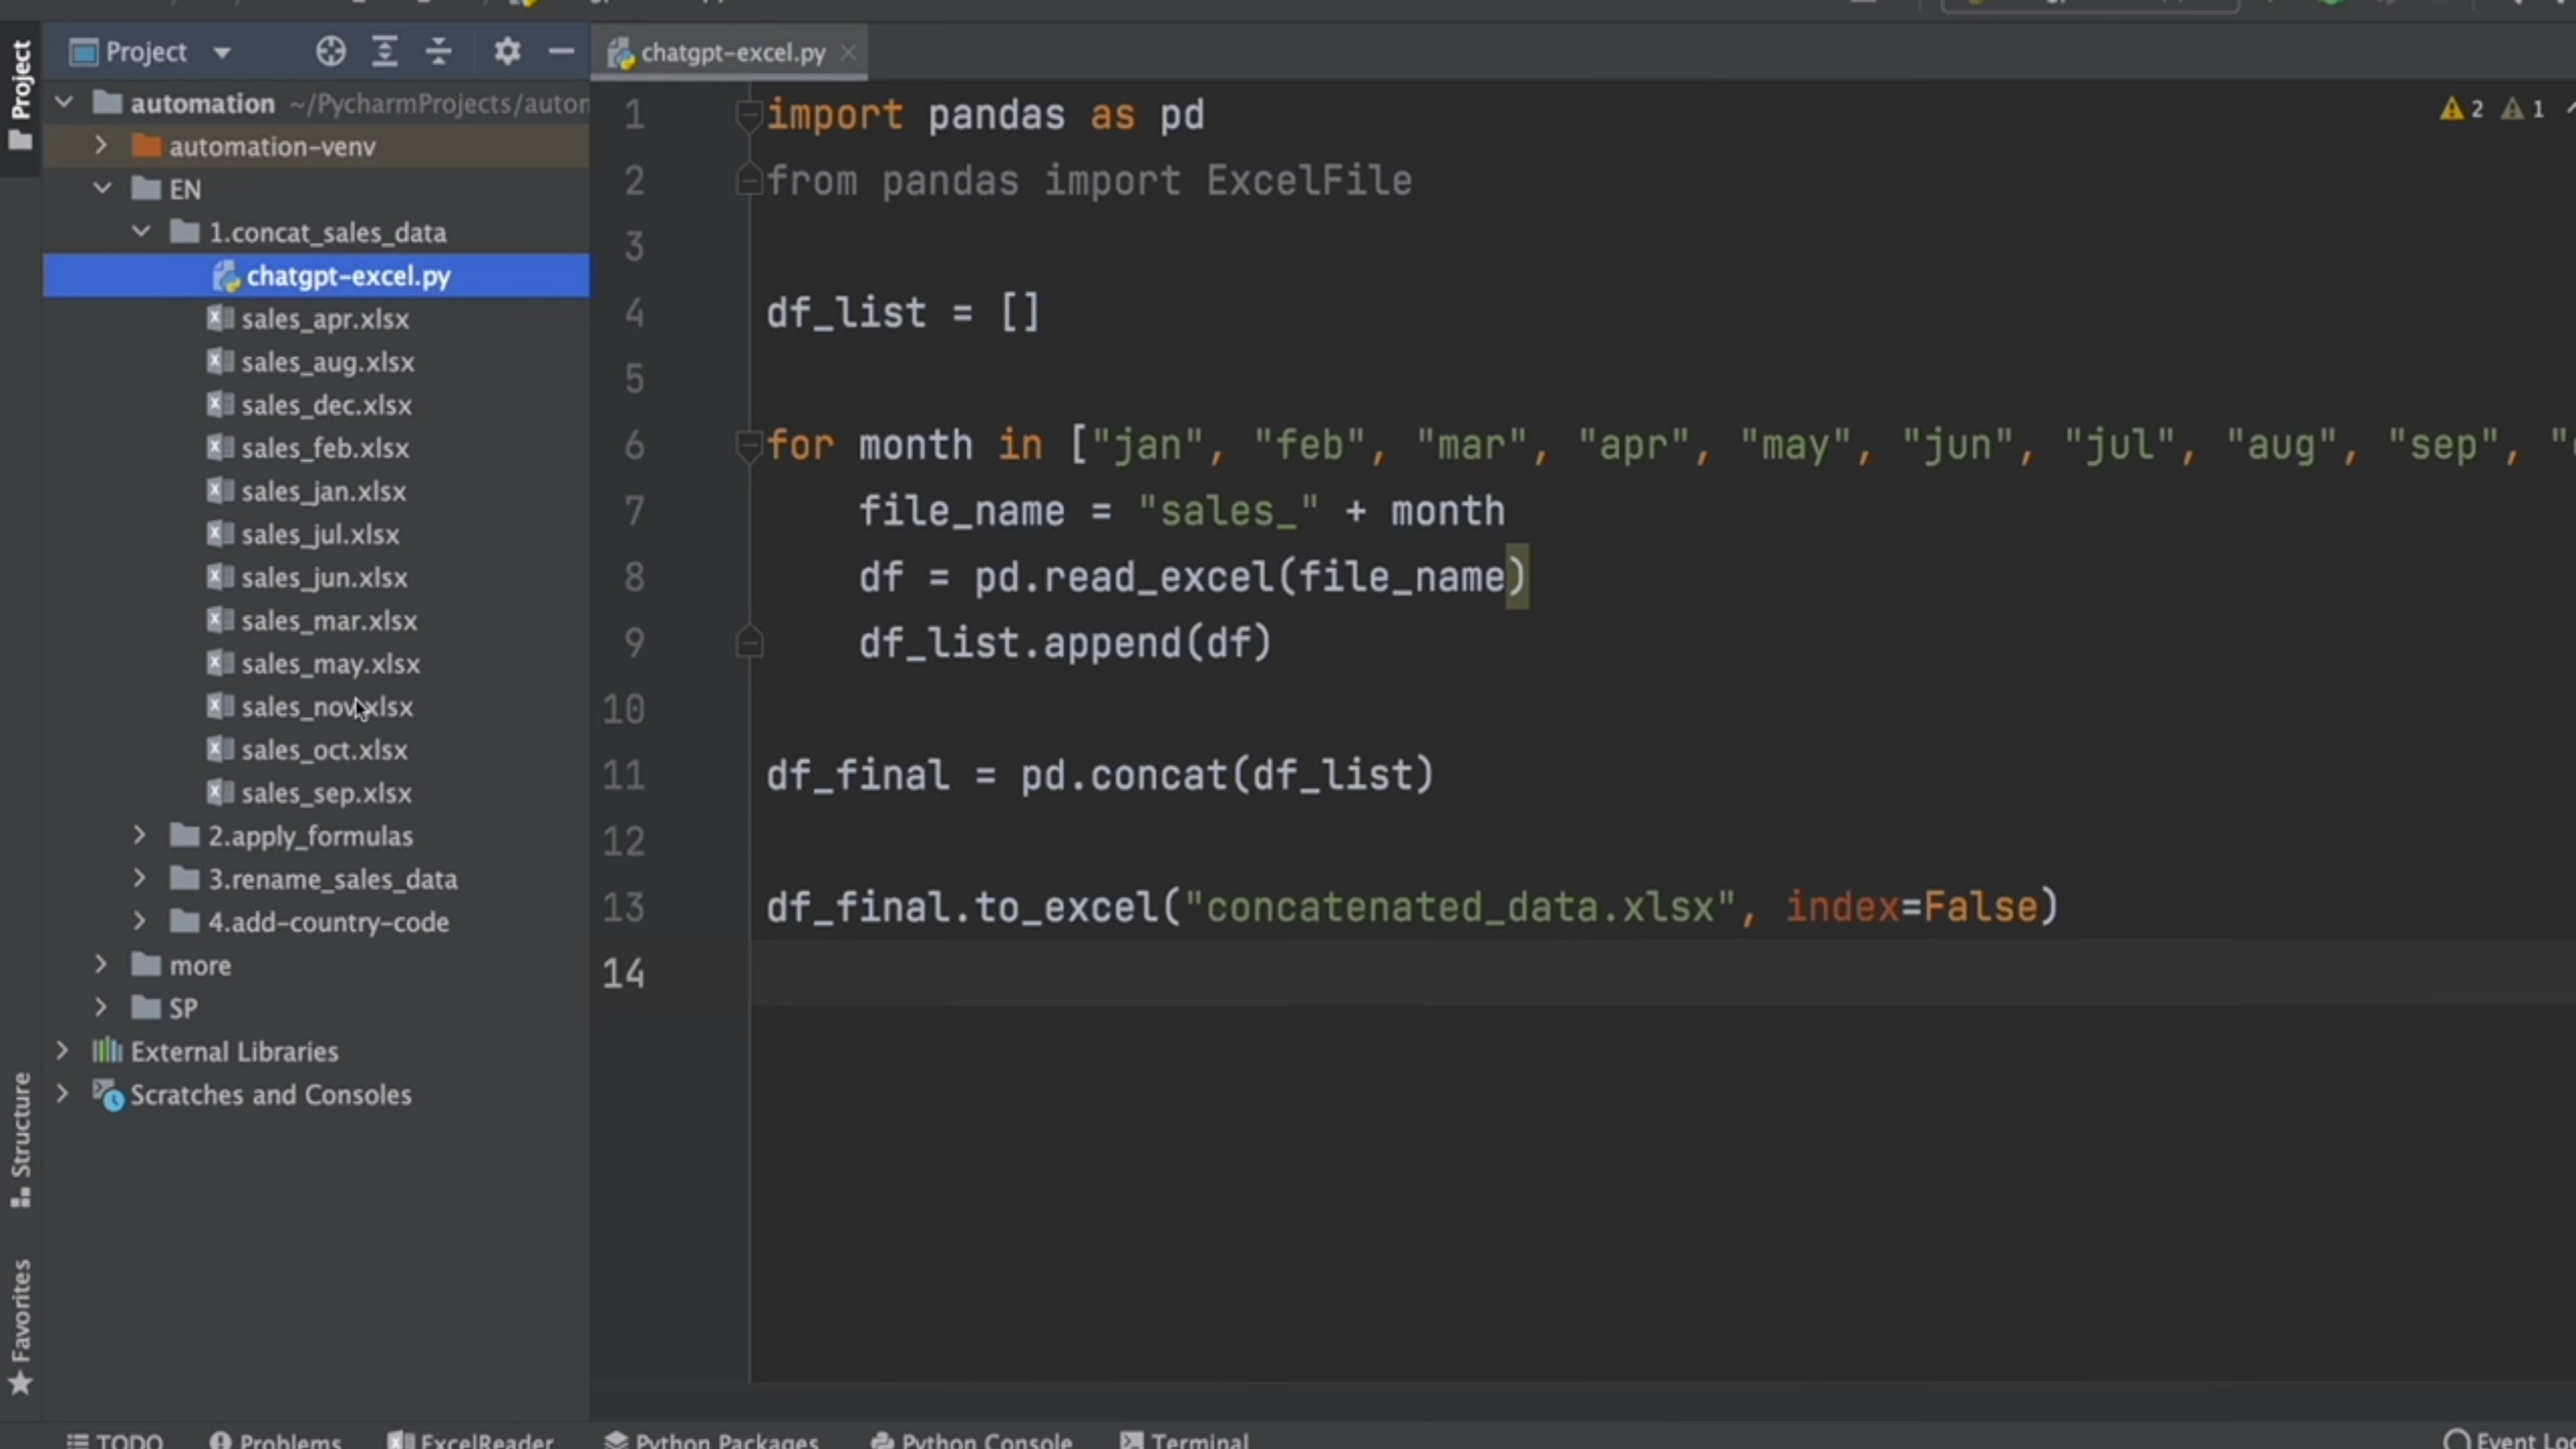 Project
chatgpt-excel.py
Project
automation ~/PycharmProjects/auton
automation-venv
EN
1.concat_sales_data
chatgpt-excel.py
sales_apr.xlsx
sales_aug.xlsx
sales_dec.xlsx
sales_feb.xlsx
sales_jan.xlsx
sales_jul.xlsx
sales_jun.xlsx
sales_mar.xlsx
sales_may.xlsx
sales_nov.xlsx
sales_oct.xlsx
sales_sep.xlsx
2.apply_formulas
3.rename_sales_data
4.add-country-code
more
SP
External Libraries
Scratches and Consoles
Structure
Favorites
2 1
1 import pandas as pd
2 from pandas import ExcelFile
3
4 df_list = []
5
6 for month in ["jan", "feb", "mar", "apr", "may", "jun", "jul", "aug", "sep", "
7 file_name = "sales_" + month
8 df = pd.read_excel(file_name)
9 df_list.append(df)
10
11 df_final = pd.concat(df_list)
12
13 df_final.to_excel("concatenated_data.xlsx", index=False)
14
TODO Problems ExcelReader Python Packages Python Console Terminal Event Log